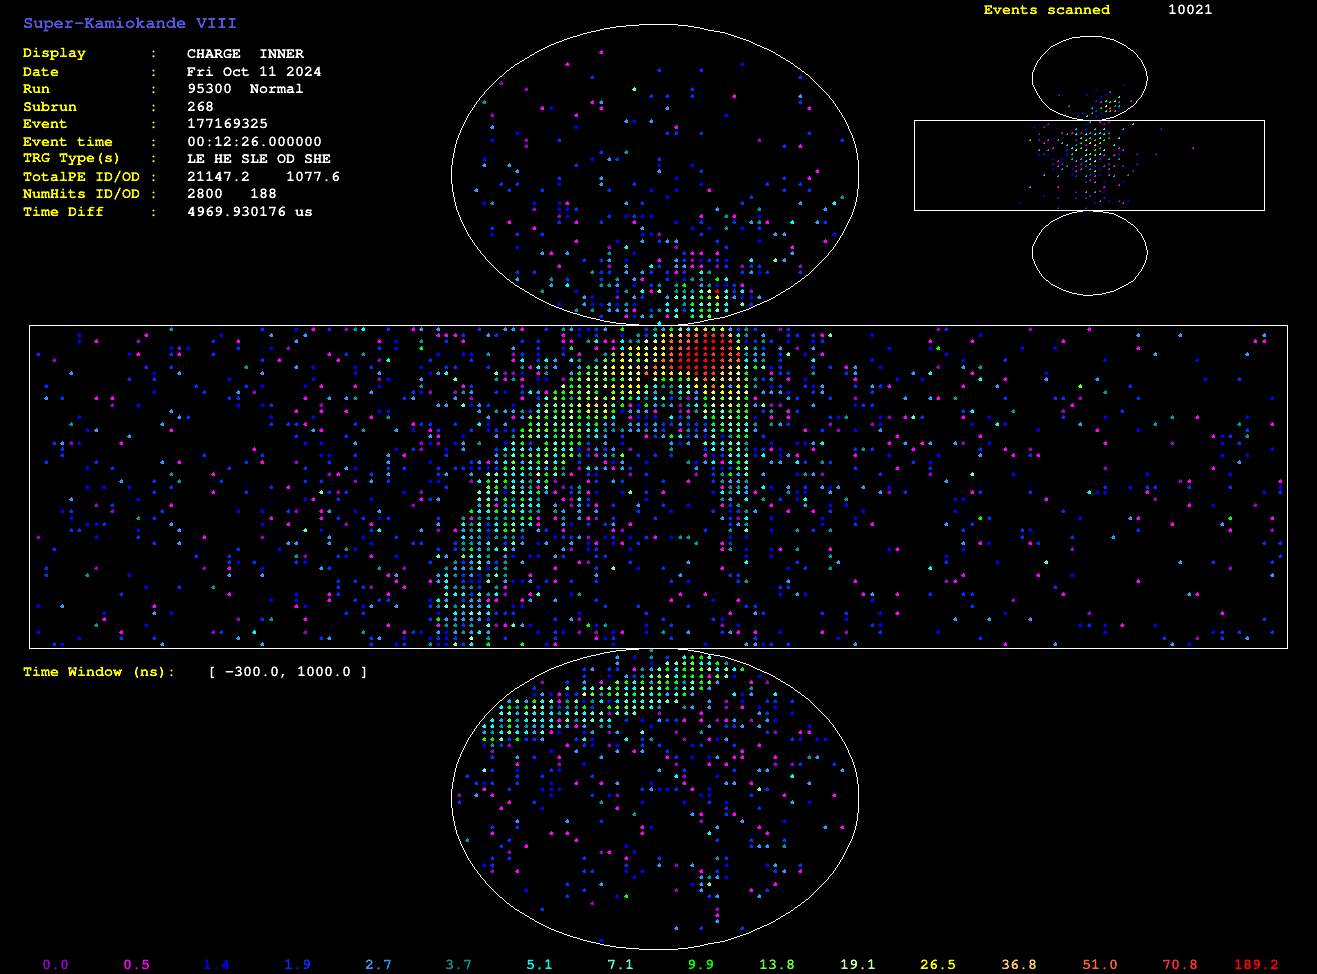 Super-Kamiokande VIII
Events scanned 10021
Display : CHARGE INNER
Date : Fri Oct 11 2024
Run : 95300 Normal
Subrun : 268
Event : 177169325
Event time : 00:12:26.000000
TRG Type(s) : LE HE SLE OD SHE
TotalPE ID/OD : 21147.2 1077.6
NumHits ID/OD : 2800 188
Time Diff : 4969.930176 us
Time Window (ns): [ -300.0, 1000.0 ]
0.0 0.5 1.4 1.9 2.7 3.7 5.1 7.1 9.9 13.8 19.1 26.5 36.8 51.0 70.8 189.2